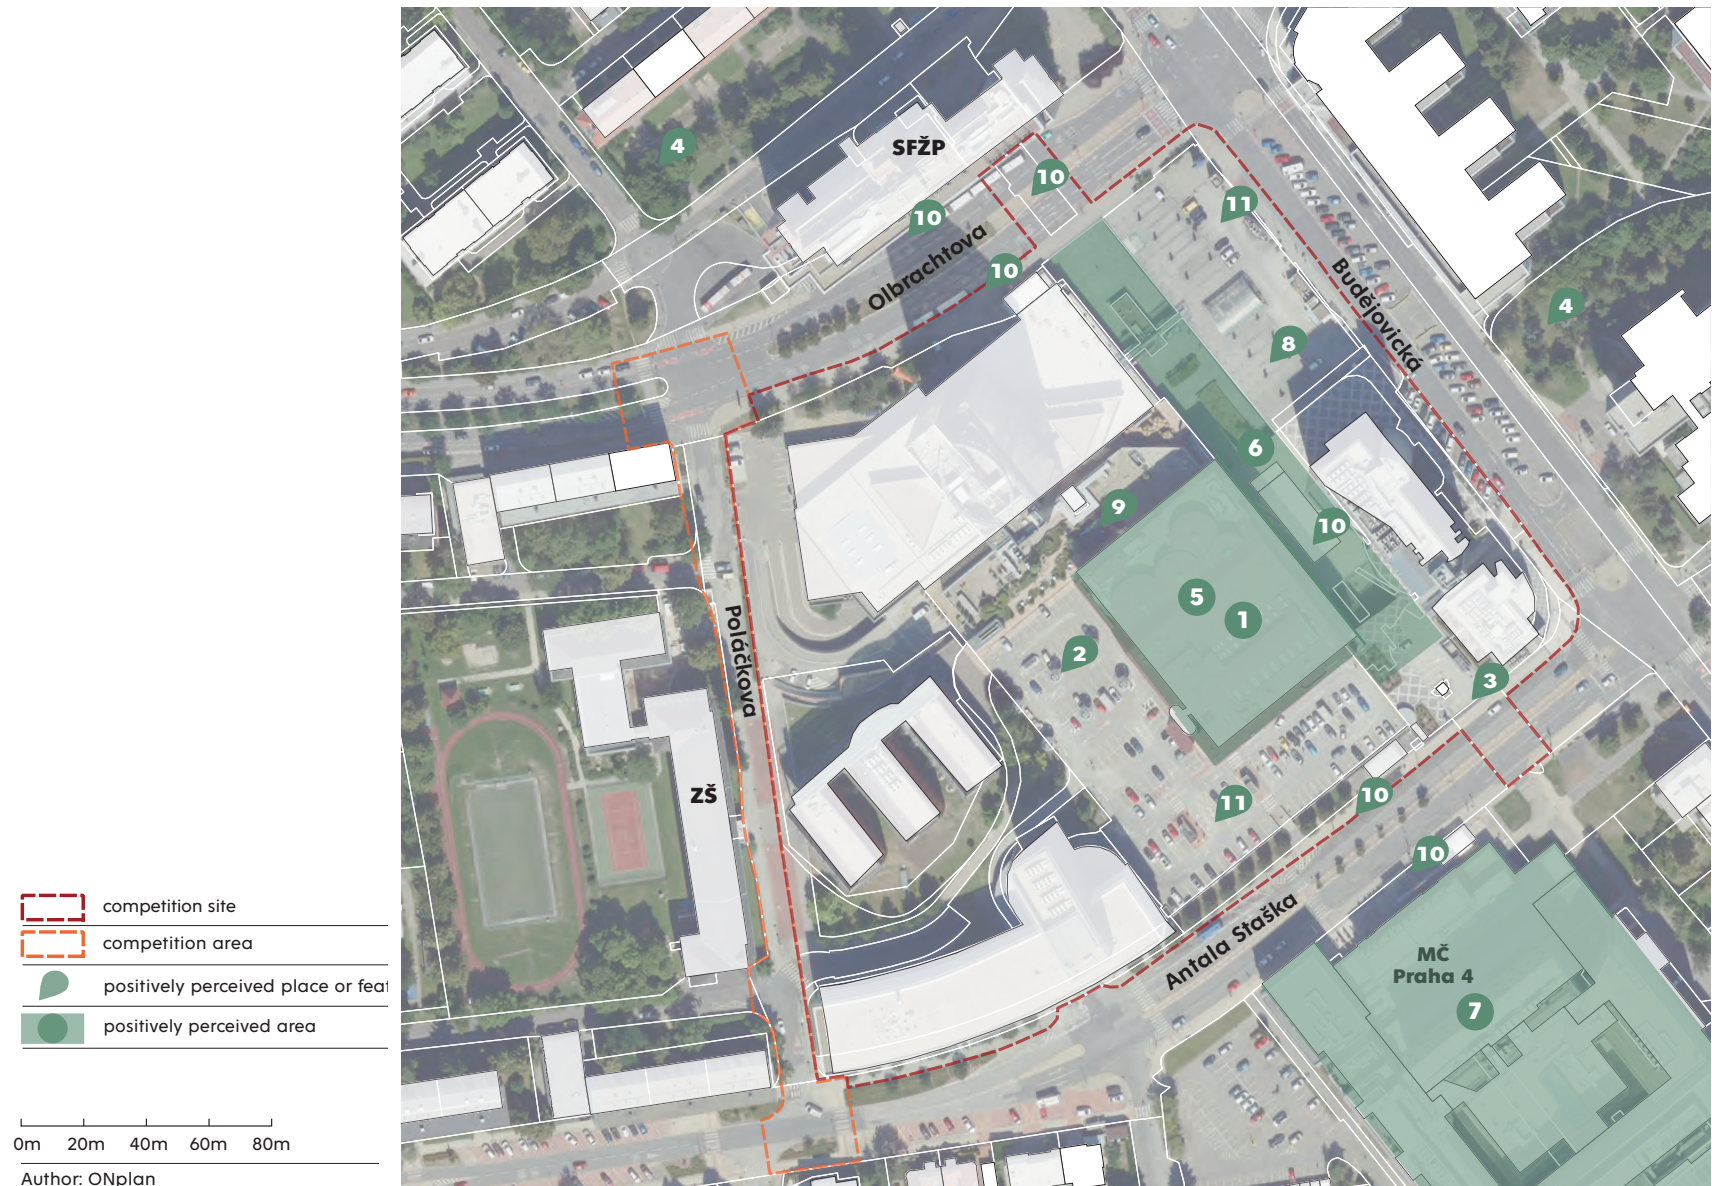 SFŽP
4
10
11
10
Olbrachtova
10
Budějovická
4
8
6
9
10
5
1
Poláčkova
2
3
ZŠ
11
10
10
Antala Staška
MČ
Praha 4
7
competition site
competition area
positively perceived place or feat
positively perceived area
0m 20m 40m 60m 80m
Author: ONplan